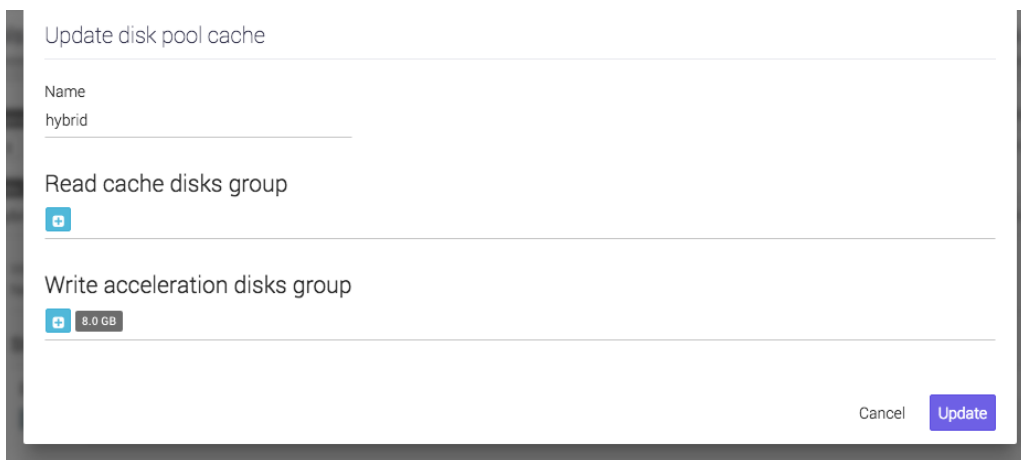 Update disk pool cache
Name
hybrid
Read cache disks group
Write acceleration disks group
8.0 GB
Cancel Update